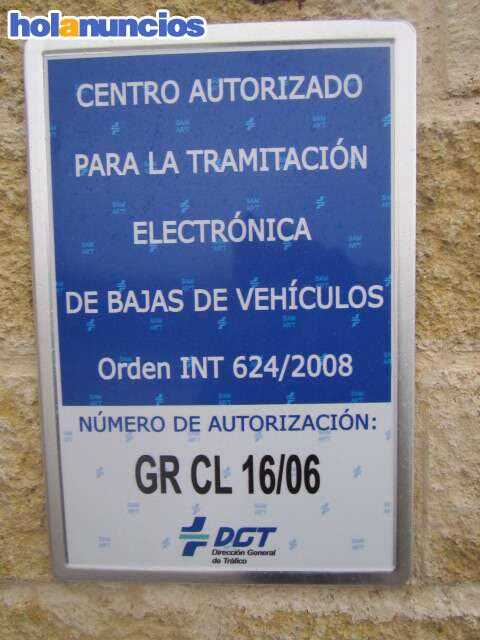 holanuncios
CENTRO AUTORIZADO
PARA LA TRAMITACIÓN
ELECTRÓNICA
DE BAJAS DE VEHÍCULOS
Orden INT 624/2008
NÚMERO DE AUTORIZACIÓN:
GR CL 16/06
DGT
Dirección General
de Tráfico